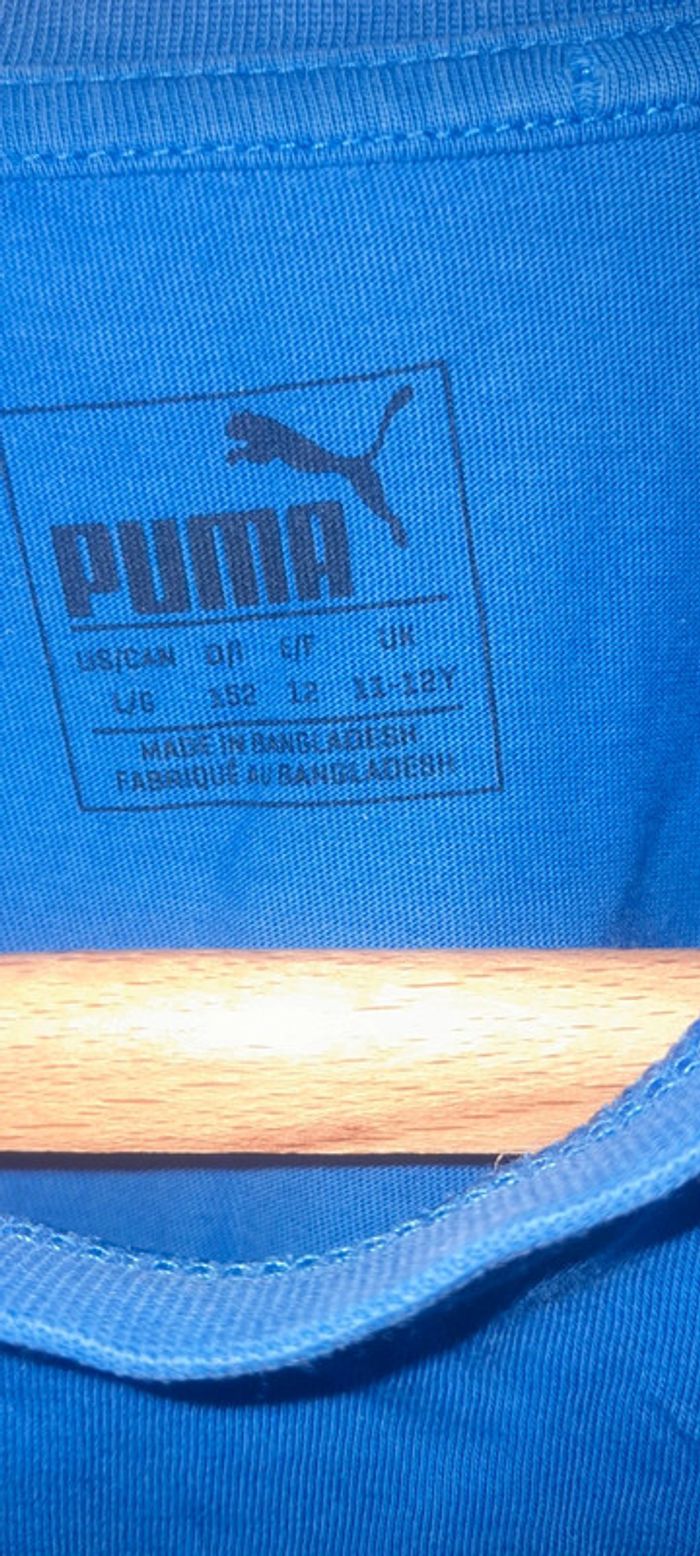 PUMA
US/CAN D/I E/F UK
L/G 152 12 11-12Y
MADE IN BANGLADESH
FABRIQUÉ AU BANGLADESH